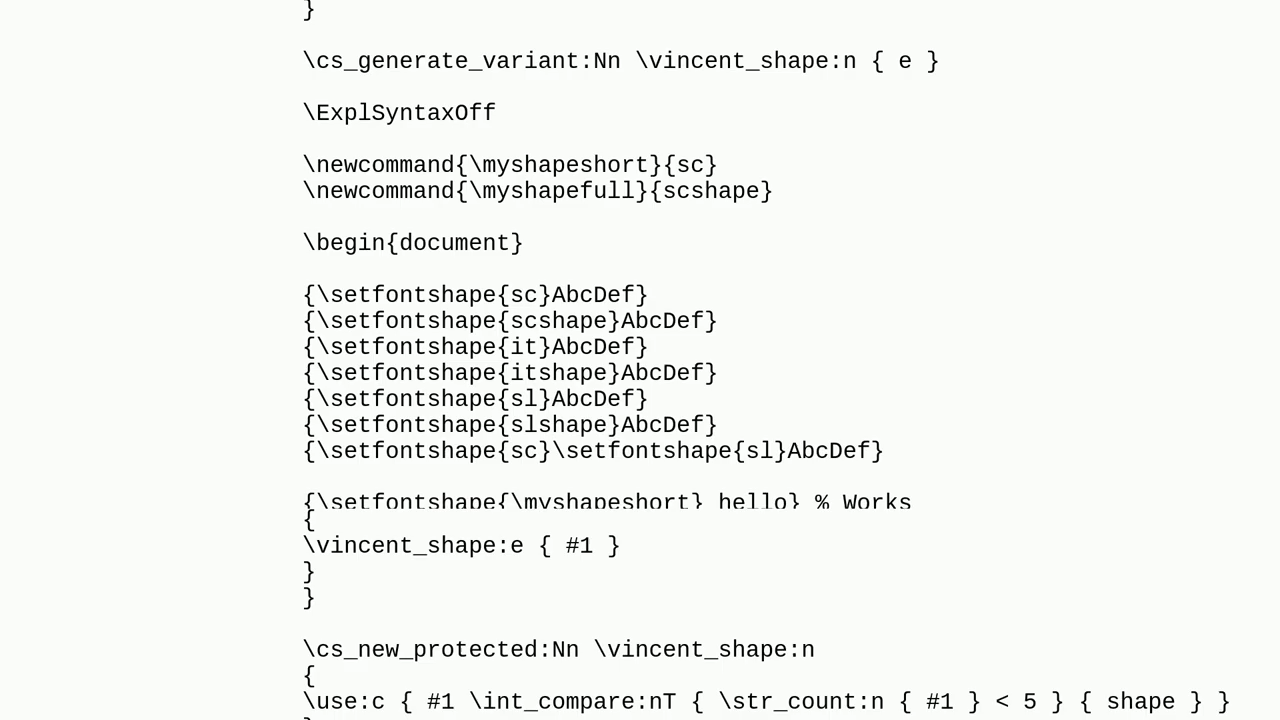 }
\cs_generate_variant:Nn \vincent_shape:n { e }
\ExplSyntaxOff
\newcommand{\myshapeshort}{sc}
\newcommand{\myshapefull}{scshape}
\begin{document}
{\setfontshape{sc}AbcDef}
{\setfontshape{scshape}AbcDef}
{\setfontshape{it}AbcDef}
{\setfontshape{itshape}AbcDef}
{\setfontshape{sl}AbcDef}
{\setfontshape{slshape}AbcDef}
{\setfontshape{sc}\setfontshape{sl}AbcDef}
{\setfontshape{\myshapeshort} hello} % Works
{
\vincent_shape:e { #1 }
}
}
\cs_new_protected:Nn \vincent_shape:n
{
\use:c { #1 \int_compare:nT { \str_count:n { #1 } < 5 } { shape } }